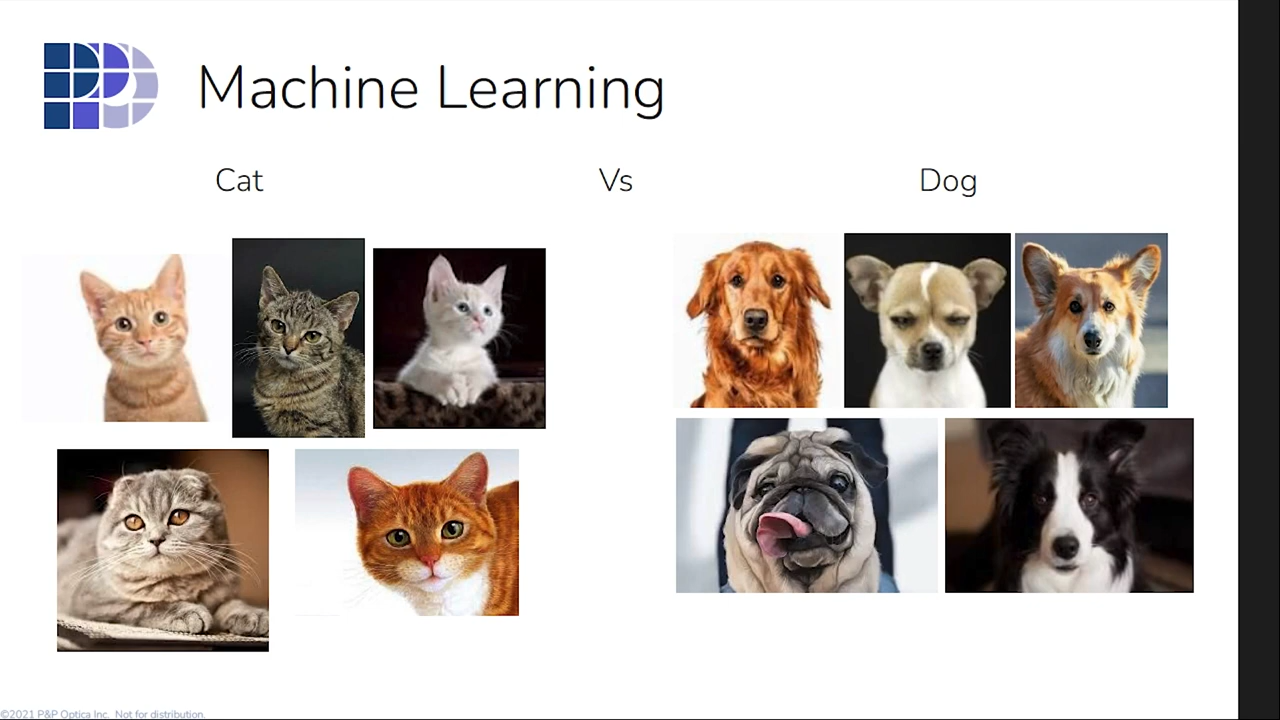 Machine Learning
Cat Vs Dog
©2021 P&P Optica Inc. Not for distribution.